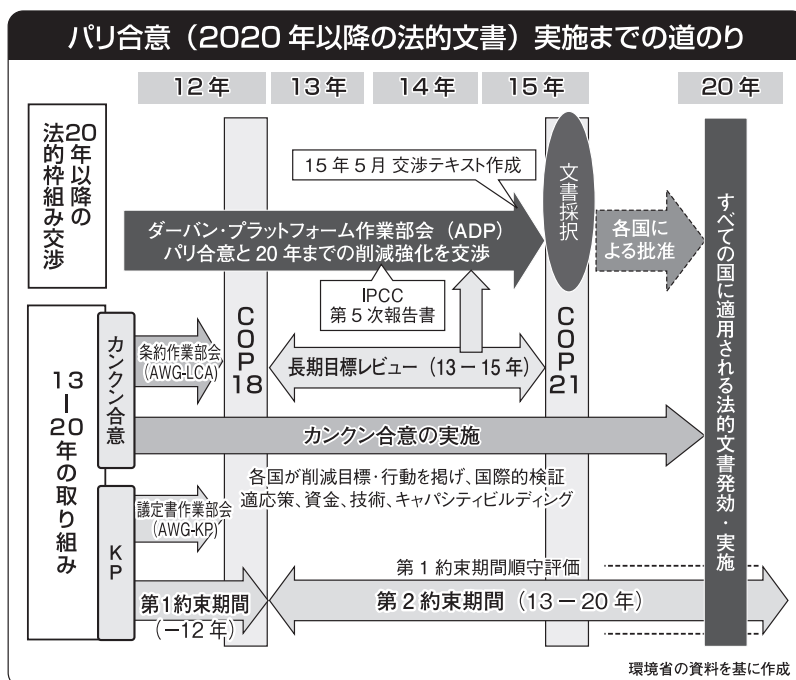 パリ合意（2020年以降の法的文書）実施までの道のり
12年
13年
14年
15年
20年
20年以降の
法的枠組み交渉
15年5月 交渉テキスト作成
文書採択
ダーバン・プラットフォーム作業部会（ADP）
パリ合意と20年までの削減強化を交渉
各国に
よる批准
すべての国に適用される法的文書発効・実施
IPCC
第5次報告書
13－20年の取り組み
カンクン合意
条約作業部会
(AWG-LCA)
COP18
長期目標レビュー（13－15年）
COP21
カンクン合意の実施
各国が削減目標・行動を掲げ、国際的検証
適応策、資金、技術、キャパシティビルディング
KP
議定書作業部会
(AWG-KP)
第1約束期間順守評価
第1約束期間
（－12年）
第2約束期間（13－20年）
環境省の資料を基に作成